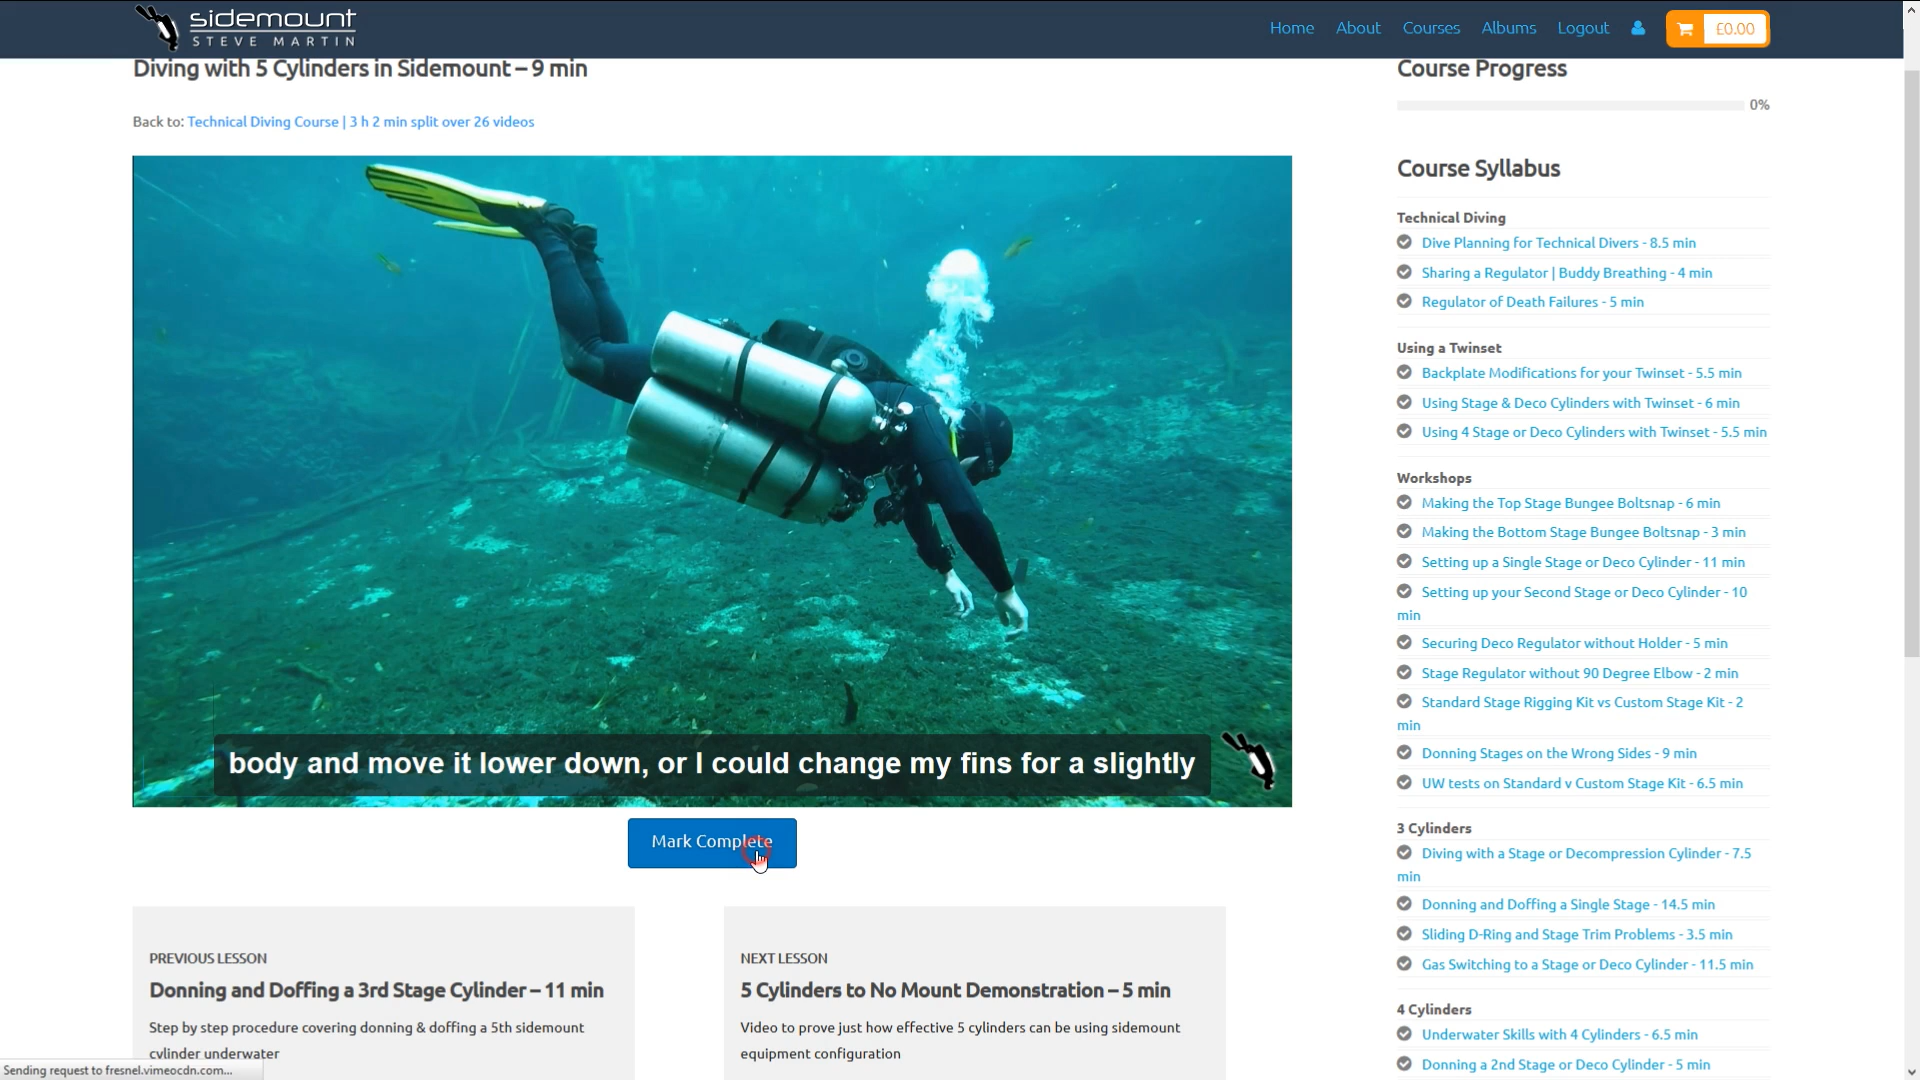 sidemount
STEVE MARTIN
Home About Courses Albums Logout £0.00
Diving with 5 Cylinders in Sidemount – 9 min
Back to: Technical Diving Course | 3 h 2 min split over 26 videos
body and move it lower down, or I could change my fins for a slightly
Mark Complete
PREVIOUS LESSON
Donning and Doffing a 3rd Stage Cylinder – 11 min
Step by step procedure covering donning & doffing a 5th sidemount
cylinder underwater
NEXT LESSON
5 Cylinders to No Mount Demonstration – 5 min
Video to prove just how effective 5 cylinders can be using sidemount
equipment configuration
Course Progress
0%
Course Syllabus
Technical Diving
Dive Planning for Technical Divers - 8.5 min
Sharing a Regulator | Buddy Breathing - 4 min
Regulator of Death Failures - 5 min
Using a Twinset
Backplate Modifications for your Twinset - 5.5 min
Using Stage & Deco Cylinders with Twinset - 6 min
Using 4 Stage or Deco Cylinders with Twinset - 5.5 min
Workshops
Making the Top Stage Bungee Boltsnap - 6 min
Making the Bottom Stage Bungee Boltsnap - 3 min
Setting up a Single Stage or Deco Cylinder - 11 min
Setting up your Second Stage or Deco Cylinder - 10
min
Securing Deco Regulator without Holder - 5 min
Stage Regulator without 90 Degree Elbow - 2 min
Standard Stage Rigging Kit vs Custom Stage Kit - 2
min
Donning Stages on the Wrong Sides - 9 min
UW tests on Standard v Custom Stage Kit - 6.5 min
3 Cylinders
Diving with a Stage or Decompression Cylinder - 7.5
min
Donning and Doffing a Single Stage - 14.5 min
Sliding D-Ring and Stage Trim Problems - 3.5 min
Gas Switching to a Stage or Deco Cylinder - 11.5 min
4 Cylinders
Underwater Skills with 4 Cylinders - 6.5 min
Donning a 2nd Stage or Deco Cylinder - 5 min
Sending request to fresnel.vimeocdn.com...